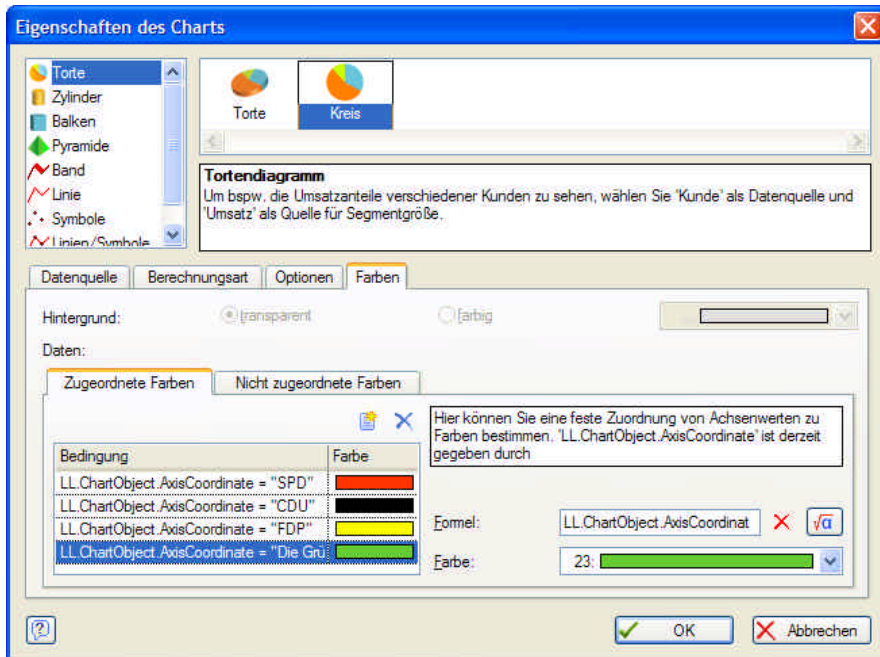 Eigenschaften des Charts
Torte
Zylinder
Balken
Pyramide
Band
Linie
Symbole
Linien/Symbole
Torte
Kreis
Tortendiagramm
Um bspw. die Umsatzanteile verschiedener Kunden zu sehen, wählen Sie 'Kunde' als Datenquelle und
'Umsatz' als Quelle für Segmentgröße.
Datenquelle Berechnungsart Optionen Farben
Hintergrund: transparent farbig
Daten:
Zugeordnete Farben Nicht zugeordnete Farben
Hier können Sie eine feste Zuordnung von Achsenwerten zu
Farben bestimmen. 'LL.ChartObject.AxisCoordinate' ist derzeit
gegeben durch
Bedingung Farbe
LL.ChartObject.AxisCoordinate = "SPD"
LL.ChartObject.AxisCoordinate = "CDU"
LL.ChartObject.AxisCoordinate = "FDP"
LL.ChartObject.AxisCoordinate = "Die Grü
Formel: LL.ChartObject.AxisCoordinat √α
Farbe: 23:
OK Abbrechen